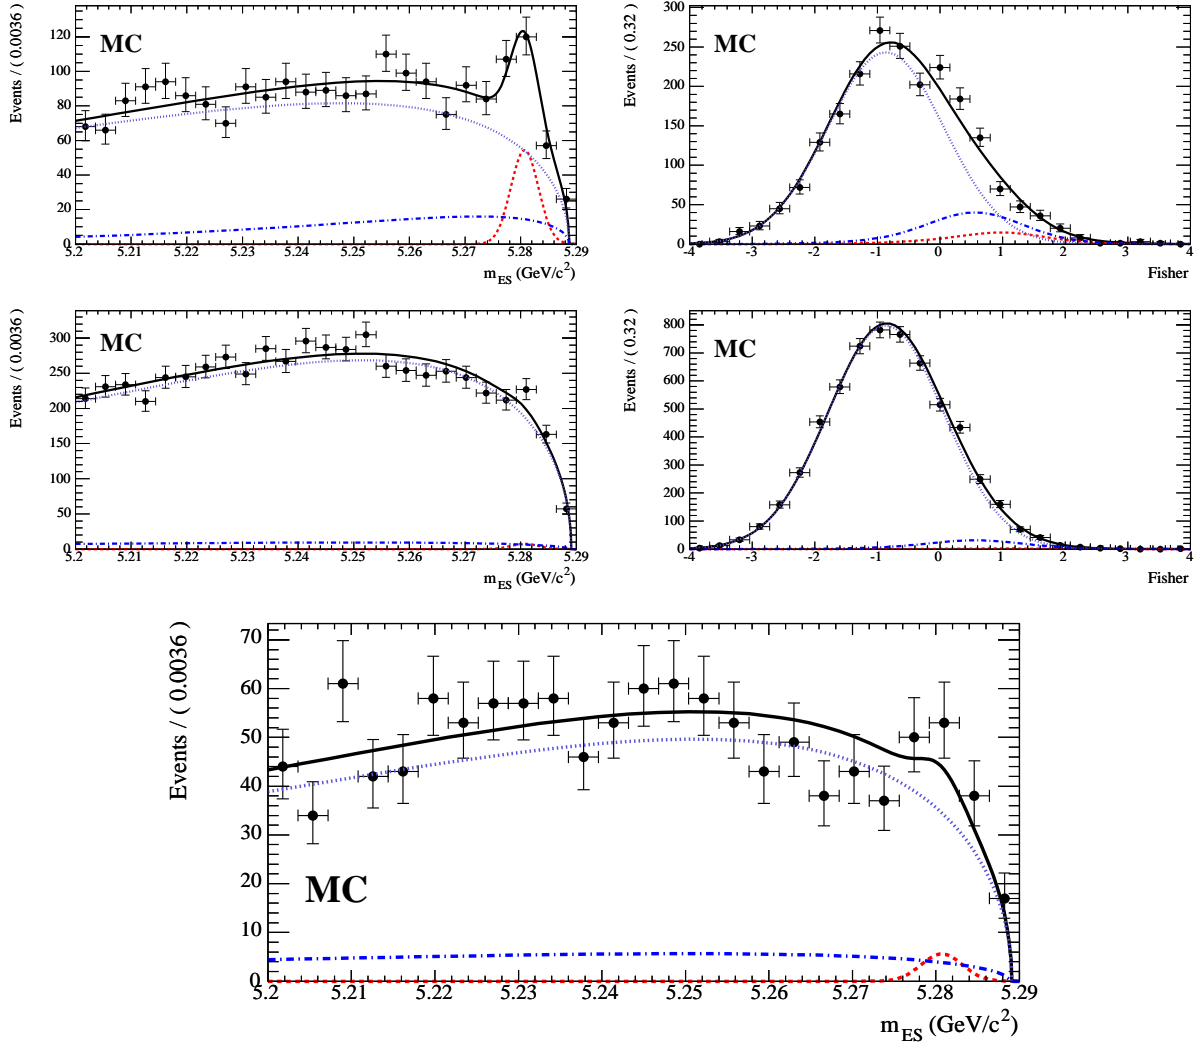 Events / ( 0.0036 )
MC
120
100
80
60
40
20
0
5.2 5.21 5.22 5.23 5.24 5.25 5.26 5.27 5.28 5.29
m_ES (GeV/c²)
Events / ( 0.32 )
MC
300
250
200
150
100
50
0
-4 -3 -2 -1 0 1 2 3 4
Fisher
Events / ( 0.0036 )
MC
300
250
200
150
100
50
0
5.2 5.21 5.22 5.23 5.24 5.25 5.26 5.27 5.28 5.29
m_ES (GeV/c²)
Events / ( 0.32 )
MC
800
700
600
500
400
300
200
100
0
-4 -3 -2 -1 0 1 2 3 4
Fisher
Events / ( 0.0036 )
70
60
50
40
30
20
10
0
MC
5.2 5.21 5.22 5.23 5.24 5.25 5.26 5.27 5.28 5.29
m_ES (GeV/c²)